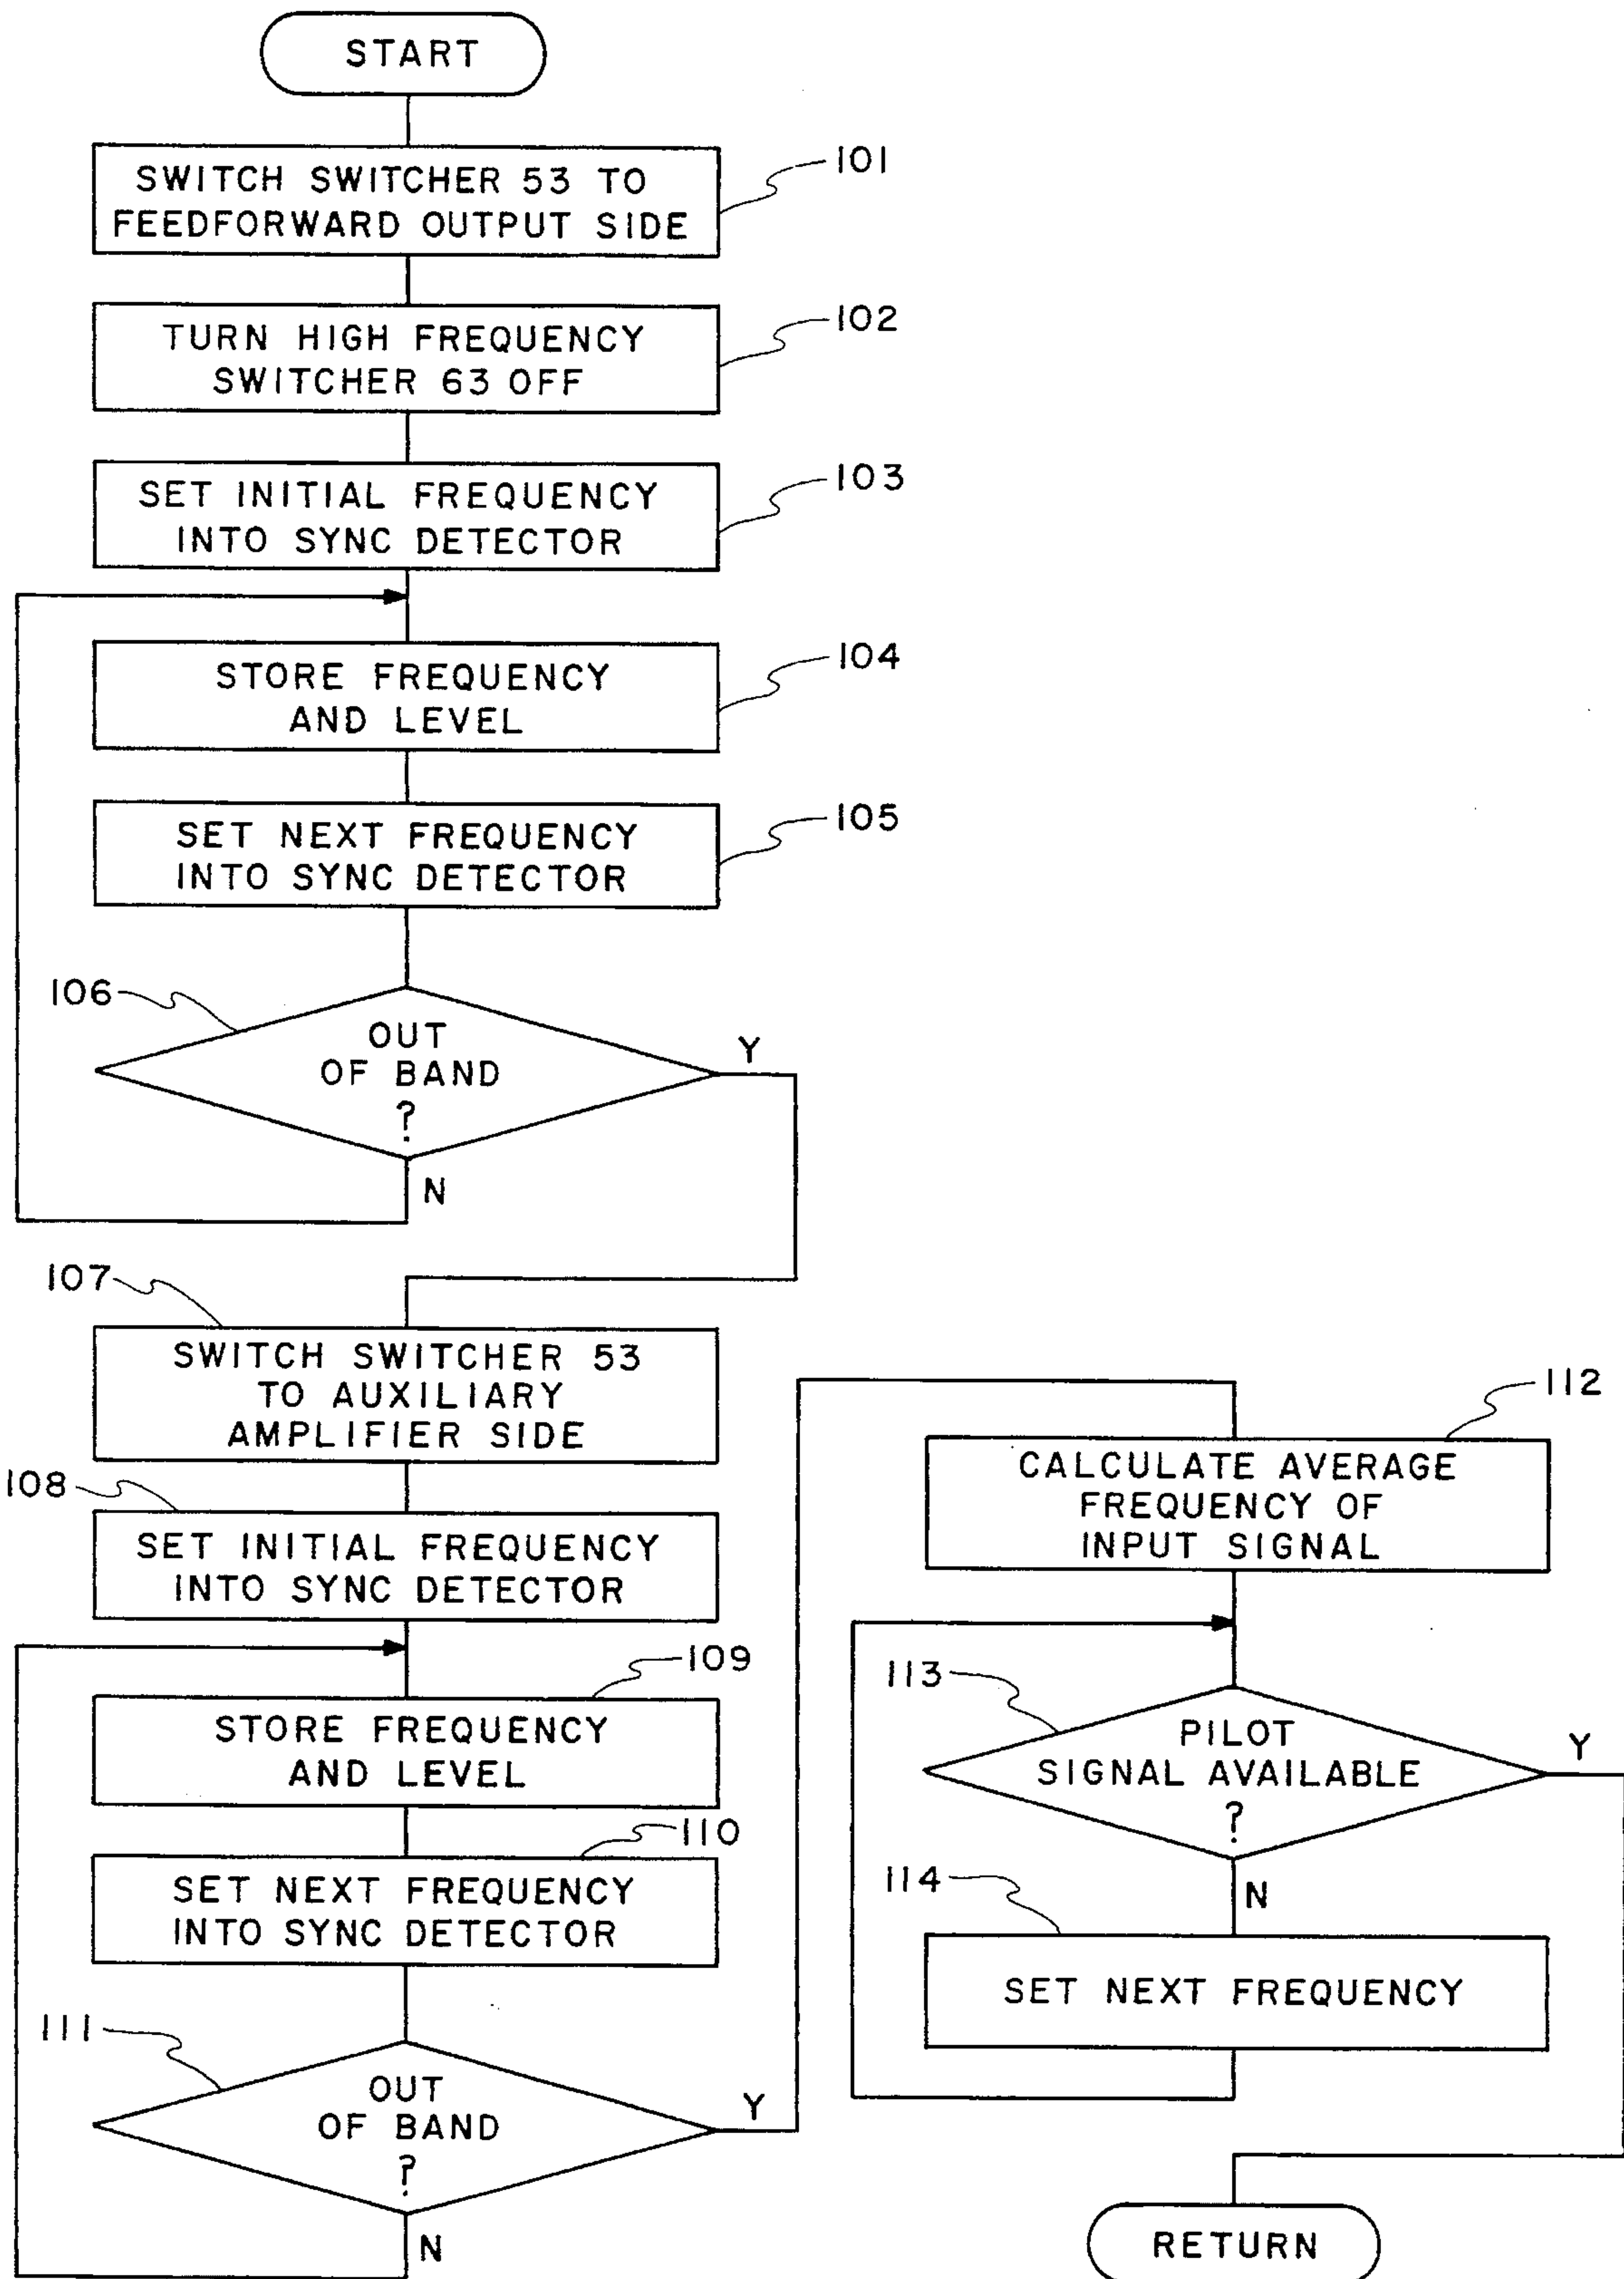 START
SWITCH SWITCHER 53 TO
FEEDFORWARD OUTPUT SIDE
101
TURN HIGH FREQUENCY
SWITCHER 63 OFF
102
SET INITIAL FREQUENCY
INTO SYNC DETECTOR
103
STORE FREQUENCY
AND LEVEL
104
SET NEXT FREQUENCY
INTO SYNC DETECTOR
105
106
OUT
OF BAND
?
Y
N
107
SWITCH SWITCHER 53
TO AUXILIARY
AMPLIFIER SIDE
108
SET INITIAL FREQUENCY
INTO SYNC DETECTOR
109
STORE FREQUENCY
AND LEVEL
110
SET NEXT FREQUENCY
INTO SYNC DETECTOR
111
OUT
OF BAND
?
Y
N
112
CALCULATE AVERAGE
FREQUENCY OF
INPUT SIGNAL
113
PILOT
SIGNAL AVAILABLE
?
Y
N
114
SET NEXT FREQUENCY
RETURN